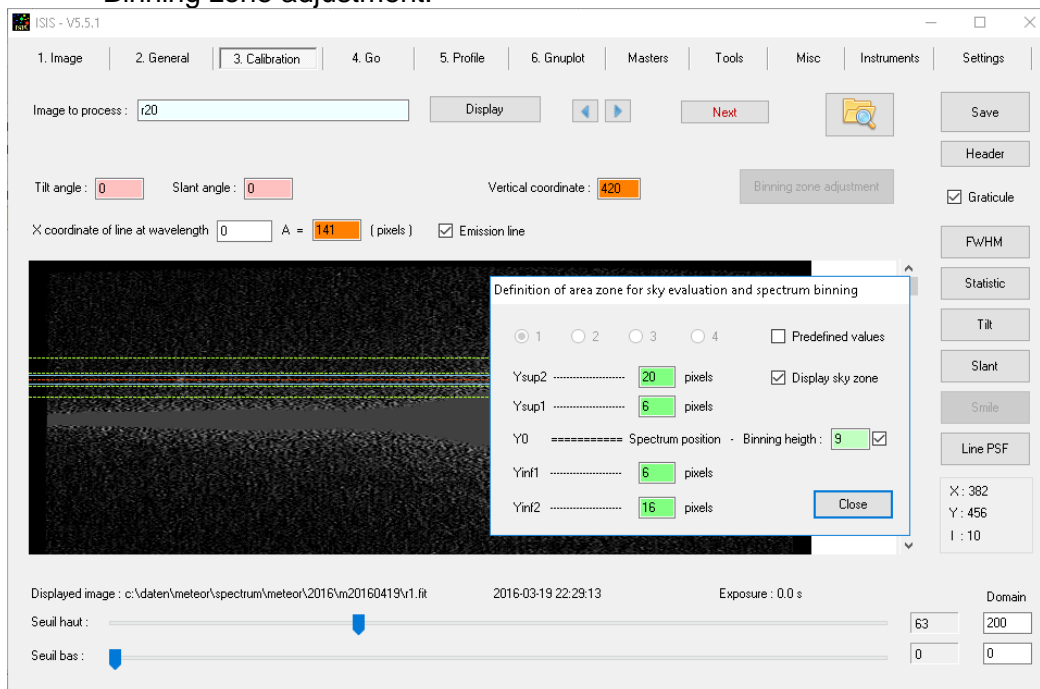 Binning zone adjustment:
ISIS - V5.5.1
1. Image 2. General 3. Calibration 4. Go 5. Profile 6. Gnuplot Masters Tools Misc Instruments Settings
Image to process : r20 Display Next Save
Header
Tilt angle : 0 Slant angle : 0 Vertical coordinate : 420 Binning zone adjustment Graticule
X coordinate of line at wavelength 0 A = 141 ( pixels ) Emission line FWHM
Definition of area zone for sky evaluation and spectrum binning
1 2 3 4 Predefined values
Ysup2 --------------------- 20 pixels Display sky zone
Ysup1 --------------------- 6 pixels
Y0 =========== Spectrum position - Binning heigth : 9
Yinf1 --------------------- 6 pixels
Yinf2 --------------------- 16 pixels Close
Statistic
Tilt
Slant
Smile
Line PSF
X : 382
Y : 456
I : 10
Displayed image : c:\daten\meteor\spectrum\meteor\2016\m20160419\r1.fit 2016-03-19 22:29:13 Exposure : 0.0 s Domain
Seuil haut : 63 200
Seuil bas : 0 0